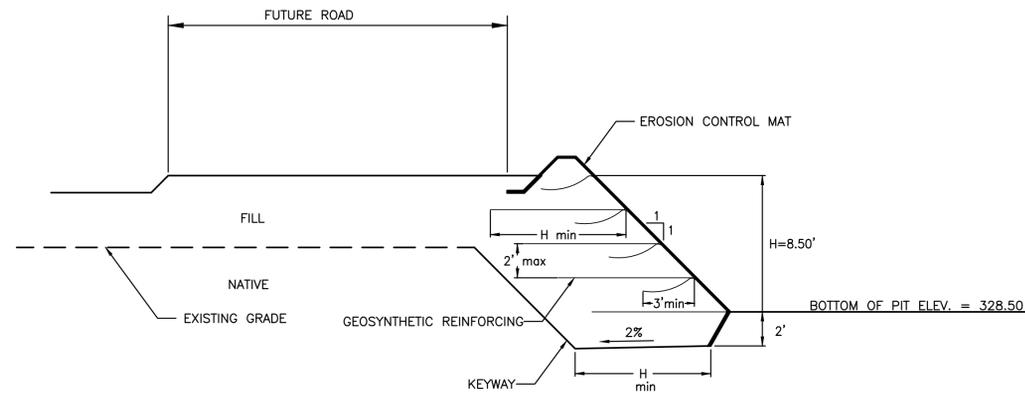 FUTURE ROAD
EROSION CONTROL MAT
1
1
FILL
H min
H=8.50'
2' max
NATIVE
3'min
BOTTOM OF PIT ELEV. = 328.50
EXISTING GRADE
GEOSYNTHETIC REINFORCING
2%
2'
H
min
KEYWAY